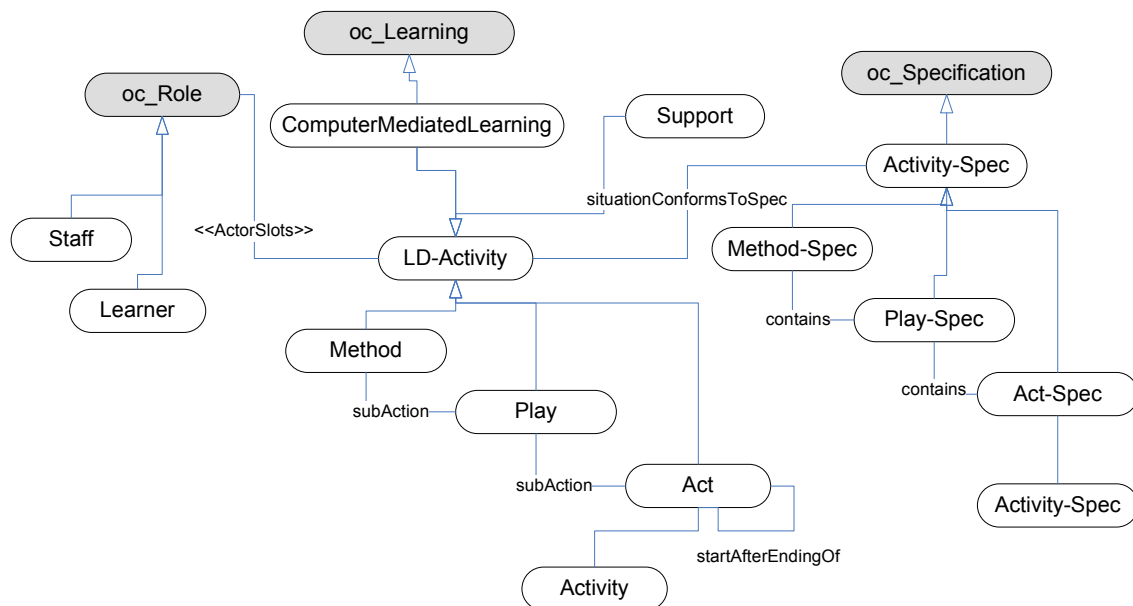 oc_Learning
oc_Specification
oc_Role
Support
ComputerMediatedLearning
Activity-Spec
situationConformsToSpec
Staff
<<ActorSlots>>
Method-Spec
LD-Activity
Learner
contains
Play-Spec
Method
contains
Act-Spec
subAction
Play
subAction
Act
Activity-Spec
startAfterEndingOf
Activity